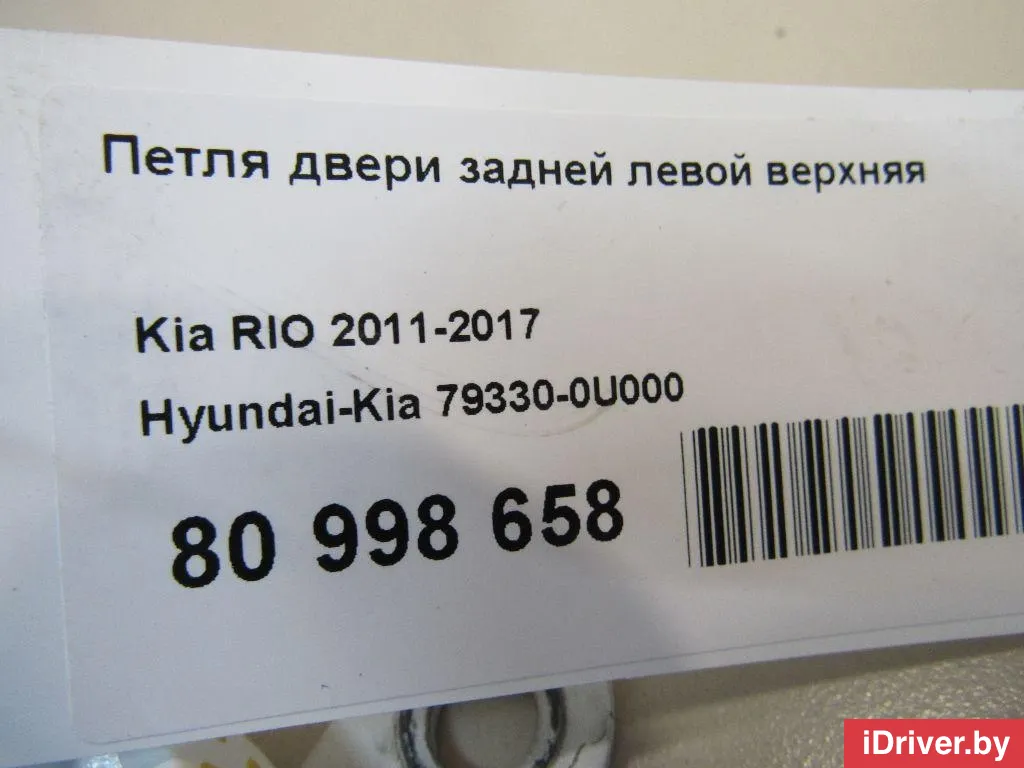 Петля двери задней левой верхняя
Kia RIO 2011-2017
Hyundai-Kia 79330-0U000
80 998 658
iDriver.by